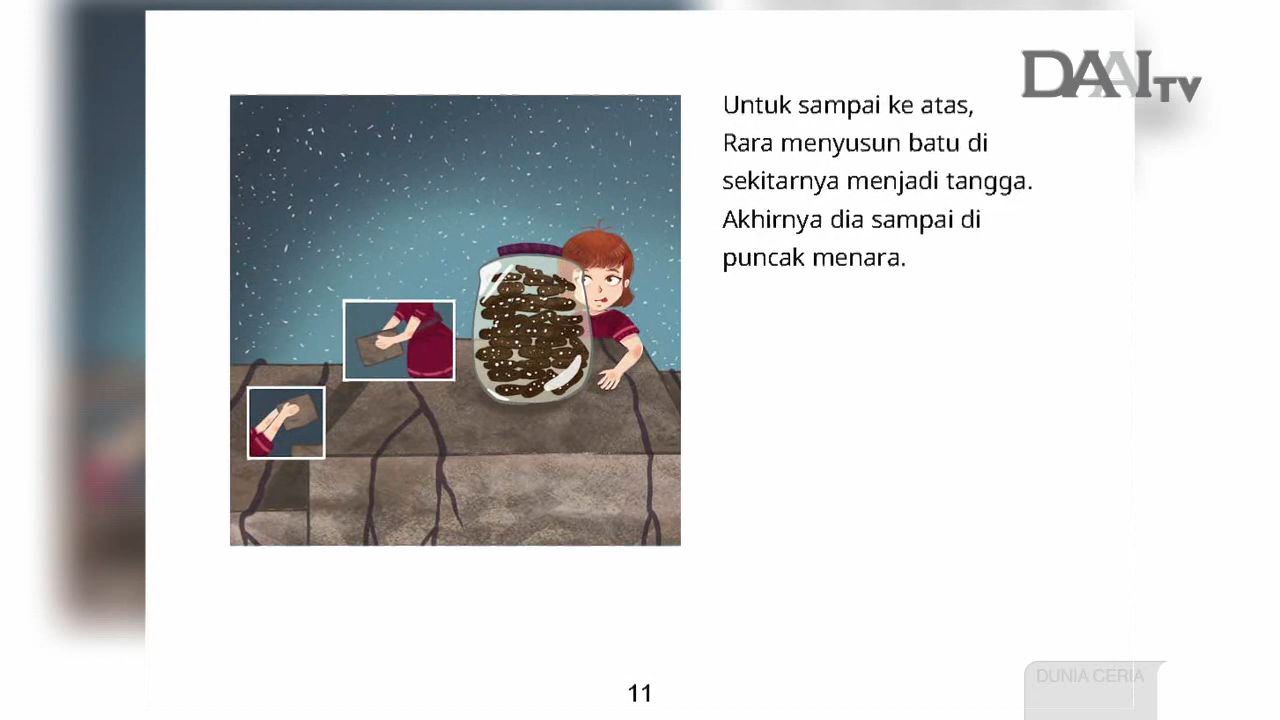 DAAI TV
Untuk sampai ke atas,
Rara menyusun batu di
sekitarnya menjadi tangga.
Akhirnya dia sampai di
puncak menara.
11
DUNIA CERIA